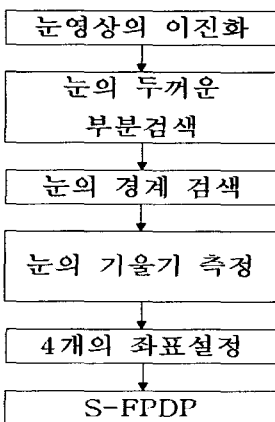 눈영상의 이진화
눈의 두꺼운
부분검색
눈의 경계 검색
눈의 기울기 측정
4개의 좌표설정
S-FPDP